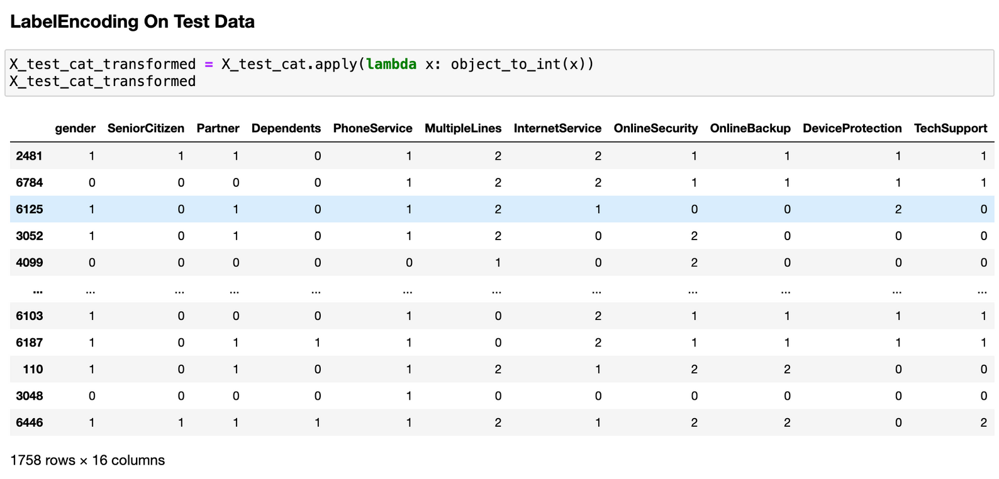 LabelEncoding On Test Data
X_test_cat_transformed = X_test_cat.apply(lambda x: object_to_int(x))
X_test_cat_transformed
gender SeniorCitizen Partner Dependents PhoneService MultipleLines InternetService OnlineSecurity OnlineBackup DeviceProtection TechSupport
2481 1 1 1 0 1 2 2 1 1 1 1
6784 0 0 0 0 1 2 2 1 1 1 1
6125 1 0 1 0 1 2 1 0 0 2 0
3052 1 0 1 0 1 2 0 2 0 0 0
4099 0 0 0 0 0 1 0 2 0 0 0
... ... ... ... ... ... ... ... ... ... ... ...
6103 1 0 0 0 1 0 2 1 1 1 1
6187 1 0 1 1 1 0 2 1 1 1 1
110 1 0 1 0 1 2 1 2 2 0 0
3048 0 0 0 0 1 0 0 0 0 0 0
6446 1 1 1 1 1 2 1 2 2 0 2
1758 rows × 16 columns